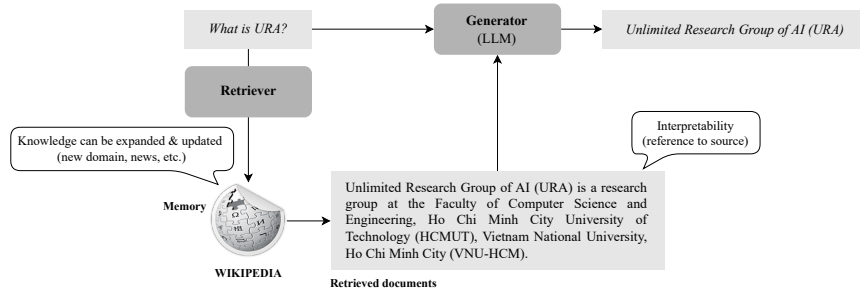 What is URA?
Generator
(LLM)
Unlimited Research Group of AI (URA)
Retriever
Knowledge can be expanded & updated
(new domain, news, etc.)
Interpretability
(reference to source)
Memory
Unlimited Research Group of AI (URA) is a research
group at the Faculty of Computer Science and
Engineering, Ho Chi Minh City University of
Technology (HCMUT), Vietnam National University,
Ho Chi Minh City (VNU-HCM).
WIKIPEDIA
Retrieved documents